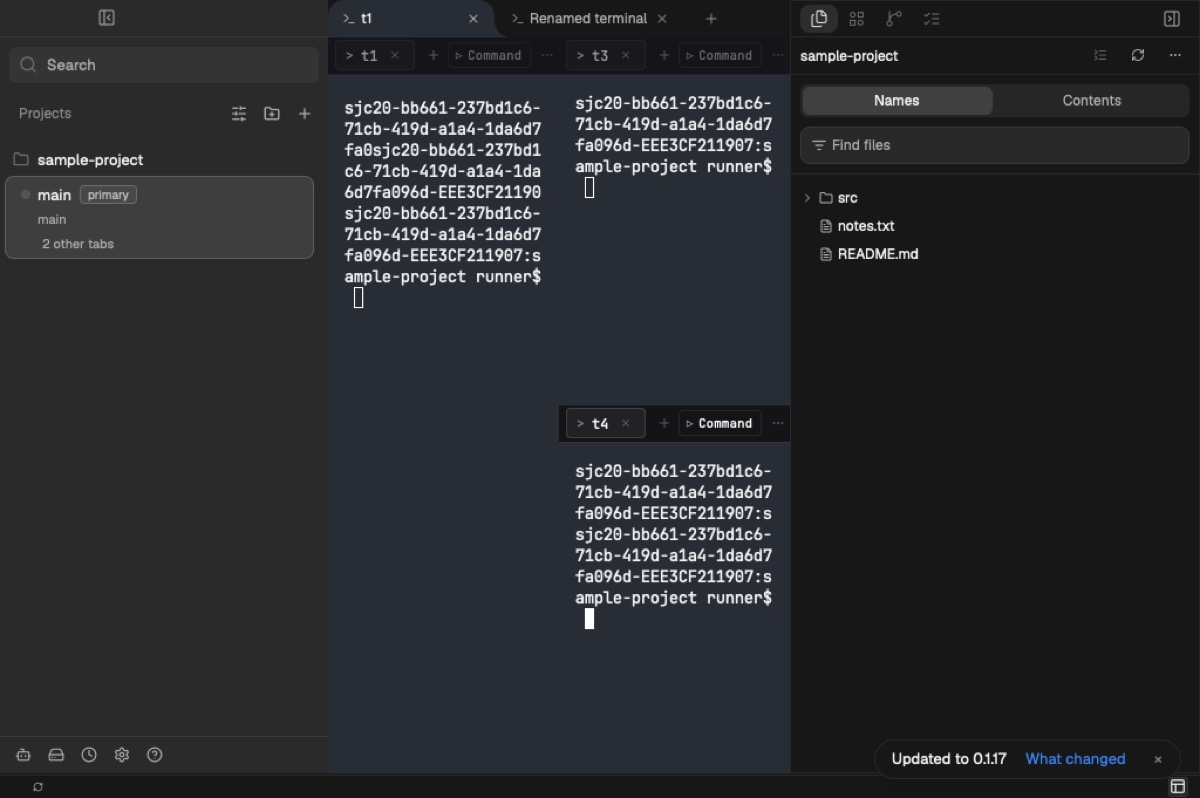 Search
Projects
sample-project
main primary
main
2 other tabs
t1
Renamed terminal
> t1
Command
> t3
Command
sjc20-bb661-237bd1c6-
71cb-419d-a1a4-1da6d7
fa0sjc20-bb661-237bd1
c6-71cb-419d-a1a4-1da
6d7fa096d-EEE3CF21190
sjc20-bb661-237bd1c6-
71cb-419d-a1a4-1da6d7
fa096d-EEE3CF211907:s
ample-project runner$
sjc20-bb661-237bd1c6-
71cb-419d-a1a4-1da6d7
fa096d-EEE3CF211907:s
ample-project runner$
> t4
Command
sjc20-bb661-237bd1c6-
71cb-419d-a1a4-1da6d7
fa096d-EEE3CF211907:s
sjc20-bb661-237bd1c6-
71cb-419d-a1a4-1da6d7
fa096d-EEE3CF211907:s
ample-project runner$
sample-project
Names
Contents
Find files
src
notes.txt
README.md
Updated to 0.1.17 What changed